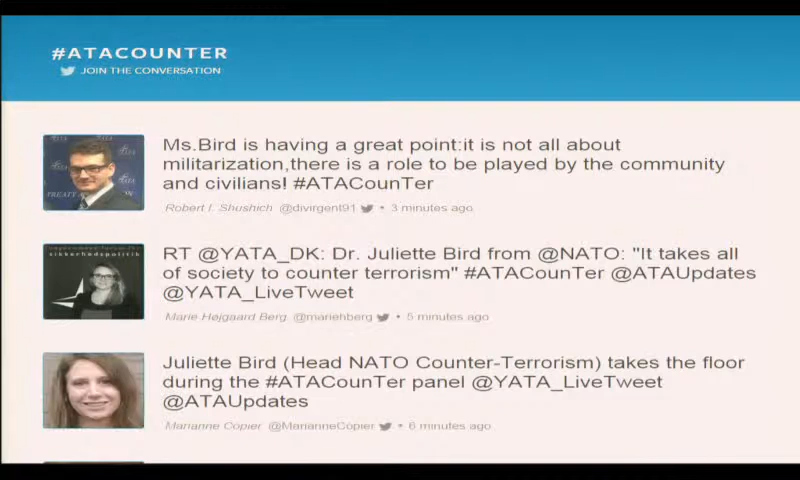 #ATACOUNTER
JOIN THE CONVERSATION
Ms.Bird is having a great point:it is not all about
militarization,there is a role to be played by the community
and civilians! #ATACounTer
Robert I. Shushich @divirgent91 • 3 minutes ago
RT @YATA_DK: Dr. Juliette Bird from @NATO: "It takes all
of society to counter terrorism" #ATACounTer @ATAUpdates
@YATA_LiveTweet
Marie Højgaard Berg @mariehberg • 5 minutes ago
Juliette Bird (Head NATO Counter-Terrorism) takes the floor
during the #ATACounTer panel @YATA_LiveTweet
@ATAUpdates
Marianne Copier @MarianneCopier • 6 minutes ago
sikkerhedspolitik